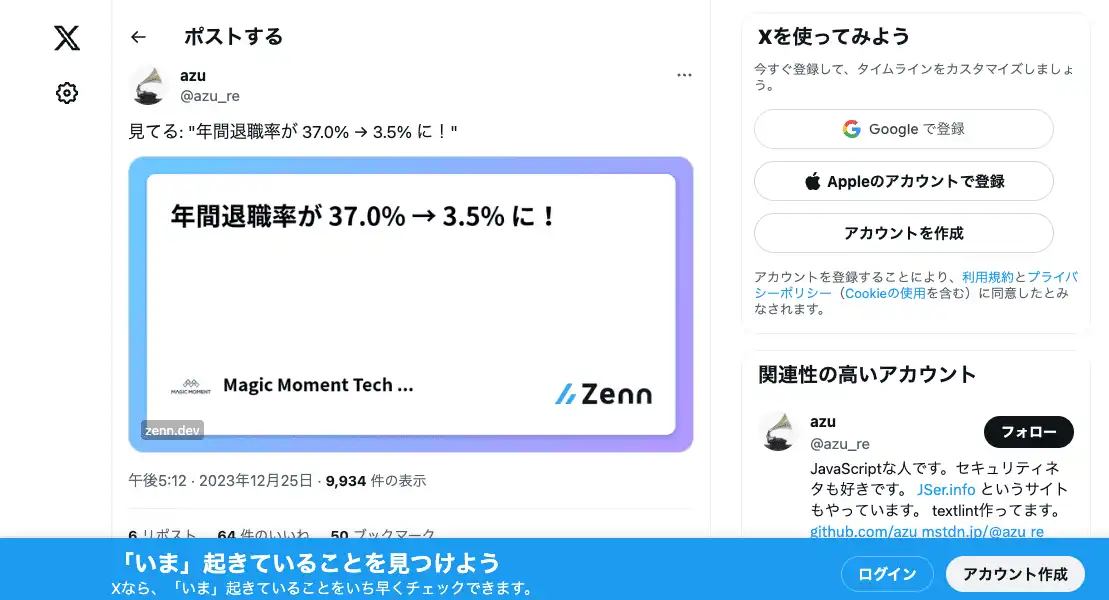 ポストする
azu
@azu_re
見てる: "年間退職率が 37.0% → 3.5% に！"
年間退職率が 37.0% → 3.5% に！
MAGIC MOMENT
Magic Moment Tech ...
Zenn
zenn.dev
午後5:12 · 2023年12月25日 · 9,934 件の表示
6 リポスト 64 件のいいね 50 ブックマーク
Xを使ってみよう
今すぐ登録して、タイムラインをカスタマイズしましょ
う。
Google で登録
Appleのアカウントで登録
アカウントを作成
アカウントを登録することにより、利用規約とプライバ
シーポリシー（Cookieの使用を含む）に同意したとみ
なされます。
関連性の高いアカウント
azu
@azu_re
フォロー
JavaScriptな人です。セキュリティネ
タも好きです。 JSer.info というサイト
もやっています。 textlint作ってます。
github.com/azu mstdn.jp/@azu_re
「いま」起きていることを見つけよう
Xなら、「いま」起きていることをいち早くチェックできます。
ログイン
アカウント作成